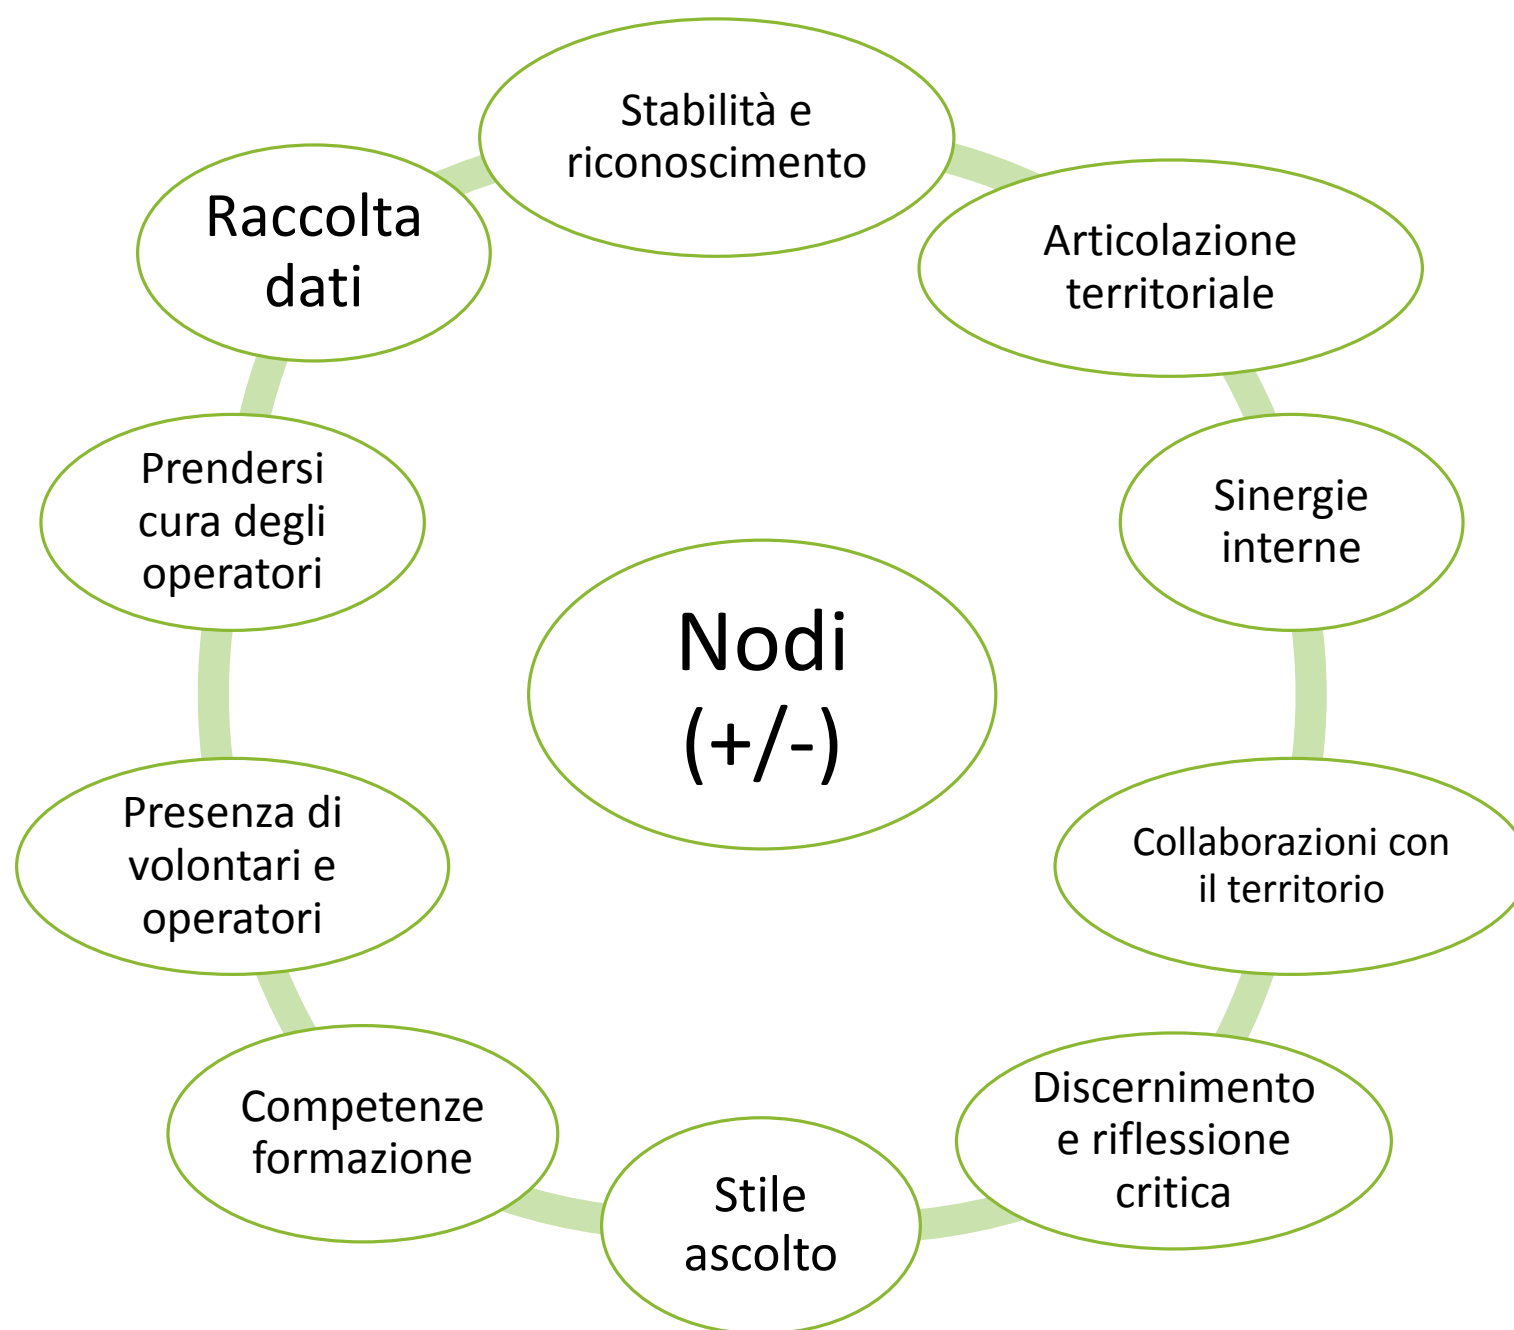 Stabilità e
riconoscimento
Articolazione
territoriale
Sinergie
interne
Collaborazioni con
il territorio
Discernimento
e riflessione
critica
Stile
ascolto
Competenze
formazione
Presenza di
volontari e
operatori
Prendersi
cura degli
operatori
Raccolta
dati
Nodi
(+/-)